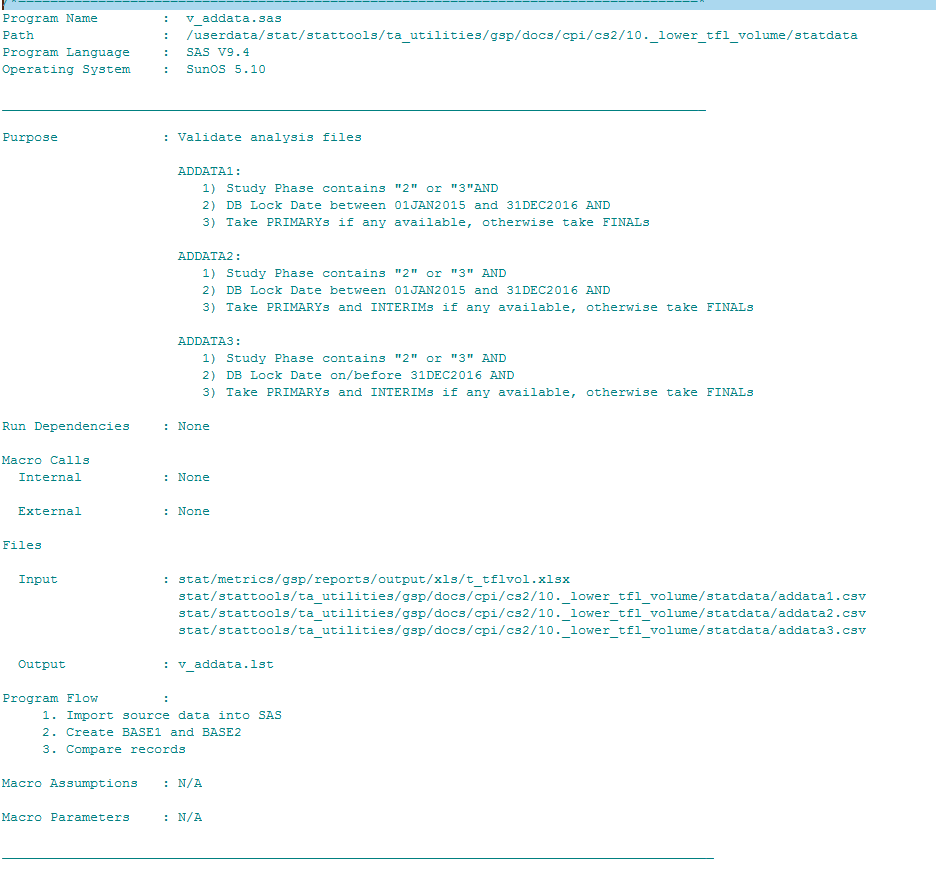 /*=====================================================================================*
Program Name : v_addata.sas
Path : /userdata/stat/stattools/ta_utilities/gsp/docs/cpi/cs2/10._lower_tfl_volume/statdata
Program Language : SAS V9.4
Operating System : SunOS 5.10
________________________________________________________________________________________
Purpose : Validate analysis files
ADDATA1:
1) Study Phase contains "2" or "3"AND
2) DB Lock Date between 01JAN2015 and 31DEC2016 AND
3) Take PRIMARYs if any available, otherwise take FINALs
ADDATA2:
1) Study Phase contains "2" or "3" AND
2) DB Lock Date between 01JAN2015 and 31DEC2016 AND
3) Take PRIMARYs and INTERIMs if any available, otherwise take FINALs
ADDATA3:
1) Study Phase contains "2" or "3" AND
2) DB Lock Date on/before 31DEC2016 AND
3) Take PRIMARYs and INTERIMs if any available, otherwise take FINALs
Run Dependencies : None
Macro Calls
Internal : None
External : None
Files
Input : stat/metrics/gsp/reports/output/xls/t_tflvol.xlsx
stat/stattools/ta_utilities/gsp/docs/cpi/cs2/10._lower_tfl_volume/statdata/addata1.csv
stat/stattools/ta_utilities/gsp/docs/cpi/cs2/10._lower_tfl_volume/statdata/addata2.csv
stat/stattools/ta_utilities/gsp/docs/cpi/cs2/10._lower_tfl_volume/statdata/addata3.csv
Output : v_addata.lst
Program Flow :
1. Import source data into SAS
2. Create BASE1 and BASE2
3. Compare records
Macro Assumptions : N/A
Macro Parameters : N/A
_________________________________________________________________________________________